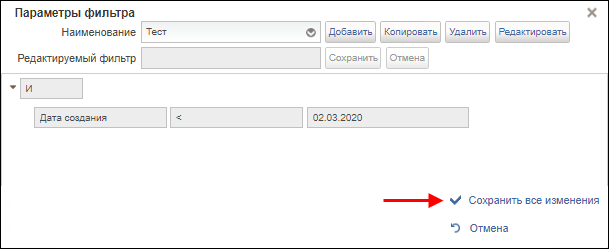 Параметры фильтра
Наименование Тест Добавить Копировать Удалить Редактировать
Редактируемый фильтр Сохранить Отмена
И
Дата создания < 02.03.2020
Сохранить все изменения
Отмена